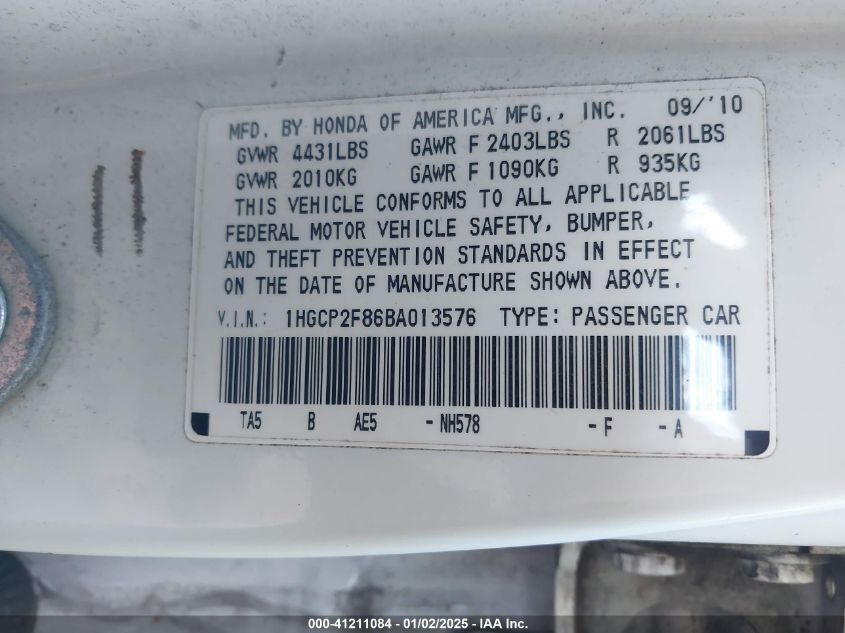 MFD. BY HONDA OF AMERICA MFG., INC. 09/'10
GVWR 4431LBS GAWR F 2403LBS R 2061LBS
GVWR 2010KG GAWR F 1090KG R 935KG
THIS VEHICLE CONFORMS TO ALL APPLICABLE
FEDERAL MOTOR VEHICLE SAFETY, BUMPER,
AND THEFT PREVENTION STANDARDS IN EFFECT
ON THE DATE OF MANUFACTURE SHOWN ABOVE.
V.I.N.: 1HGCP2F86BA013576 TYPE: PASSENGER CAR
TA5 B AE5 -NH578 -F -A
000-41211084 - 01/02/2025 - IAA Inc.